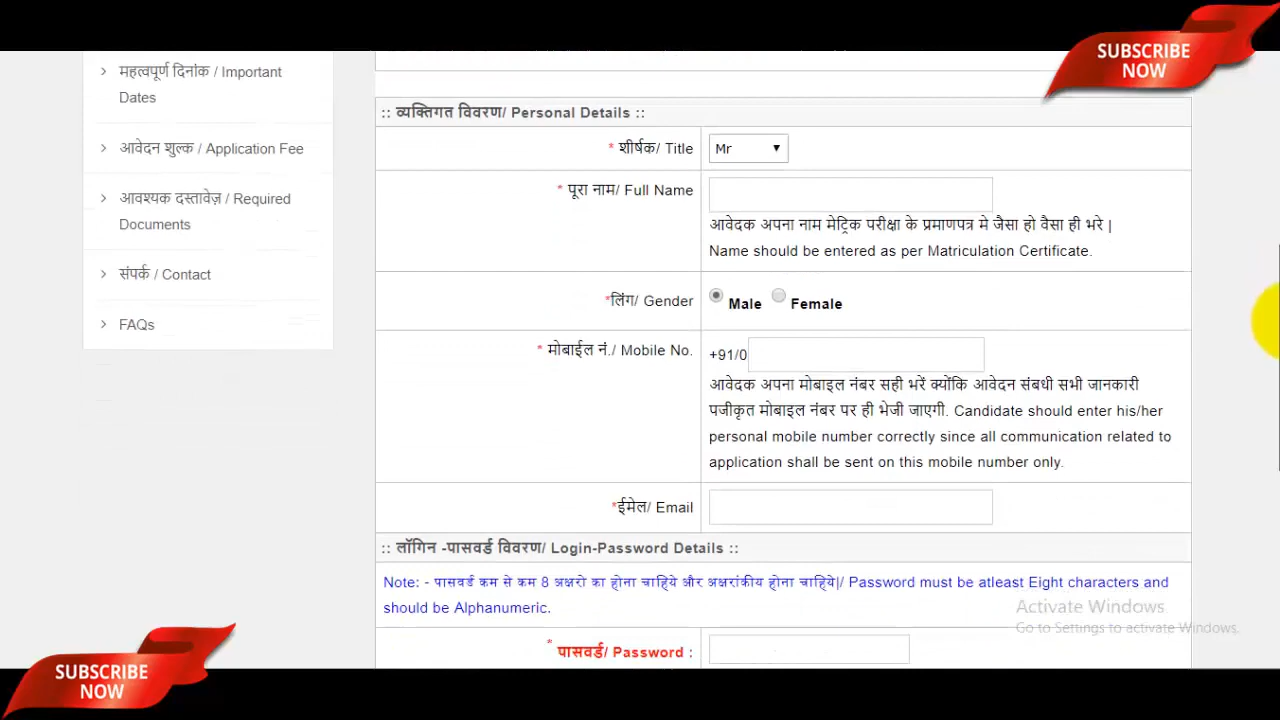 SUBSCRIBE
NOW
महत्वपूर्ण दिनांक / Important
Dates
आवेदन शुल्क / Application Fee
आवश्यक दस्तावेज़ / Required
Documents
संपर्क / Contact
FAQs
:: व्यक्तिगत विवरण/ Personal Details ::
* शीर्षक/ Title
Mr
* पूरा नाम/ Full Name
आवेदक अपना नाम मेट्रिक परीक्षा के प्रमाणपत्र मे जैसा हो वैसा ही भरे |
Name should be entered as per Matriculation Certificate.
*लिंग/ Gender
Male Female
* मोबाईल नं./ Mobile No.
+91/0
आवेदक अपना मोबाइल नंबर सही भरें क्योंकि आवेदन संबधी सभी जानकारी
पजीकृत मोबाइल नंबर पर ही भेजी जाएगी. Candidate should enter his/her
personal mobile number correctly since all communication related to
application shall be sent on this mobile number only.
*ईमेल/ Email
:: लॉगिन -पासवर्ड विवरण/ Login-Password Details ::
Note: - पासवर्ड कम से कम 8 अक्षरो का होना चाहिये और अक्षरांकीय होना चाहिये|/ Password must be atleast Eight characters and
should be Alphanumeric.
* पासवर्ड/ Password :
Activate Windows
Go to Settings to activate Windows.
SUBSCRIBE
NOW